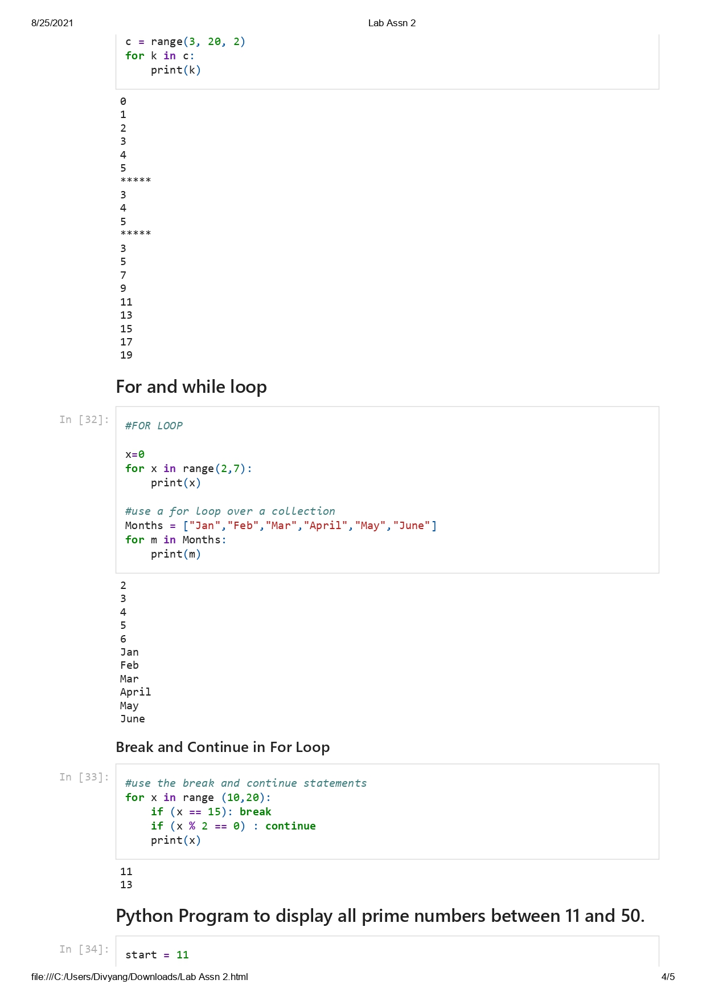 8/25/2021 Lab Assn 2
c = range(3, 20, 2)
for k in c:
    print(k)
0
1
2
3
4
5
*****
3
4
5
*****
3
5
7
9
11
13
15
17
19
For and while loop
In [32]:
#FOR LOOP
x=0
for x in range(2,7):
    print(x)
#use a for loop over a collection
Months = ["Jan","Feb","Mar","April","May","June"]
for m in Months:
    print(m)
2
3
4
5
6
Jan
Feb
Mar
April
May
June
Break and Continue in For Loop
In [33]:
#use the break and continue statements
for x in range (10,20):
    if (x == 15): break
    if (x % 2 == 0) : continue
    print(x)
11
13
Python Program to display all prime numbers between 11 and 50.
In [34]:
start = 11
file:///C:/Users/Divyang/Downloads/Lab Assn 2.html 4/5